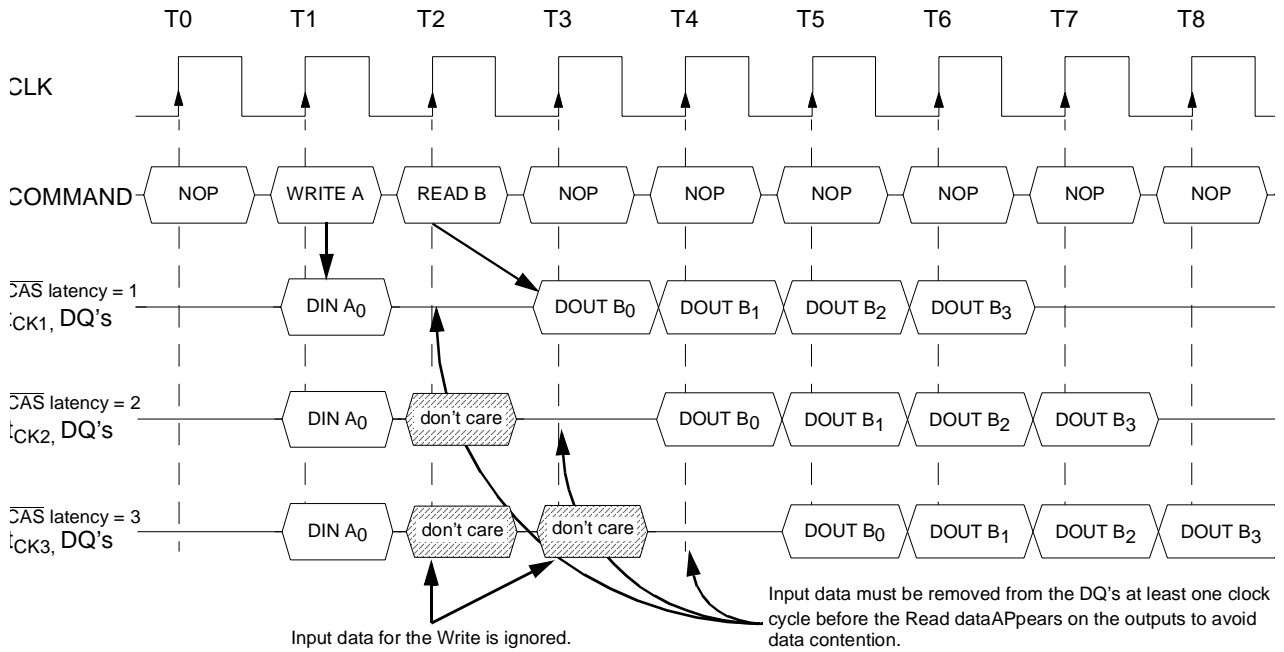 T0 T1 T2 T3 T4 T5 T6 T7 T8
CLK
COMMAND NOP WRITE A READ B NOP NOP NOP NOP NOP NOP
CAS latency = 1
tCK1, DQ's DIN A0 DOUT B0 DOUT B1 DOUT B2 DOUT B3
CAS latency = 2
tCK2, DQ's DIN A0 don't care DOUT B0 DOUT B1 DOUT B2 DOUT B3
CAS latency = 3
tCK3, DQ's DIN A0 don't care don't care DOUT B0 DOUT B1 DOUT B2 DOUT B3
Input data for the Write is ignored.
Input data must be removed from the DQ's at least one clock
cycle before the Read dataAPpears on the outputs to avoid
data contention.